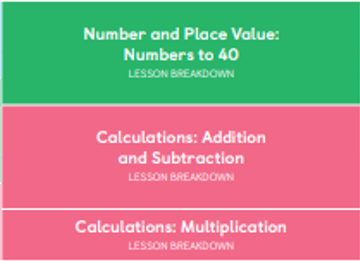 Number and Place Value:
Numbers to 40
LESSON BREAKDOWN
Calculations: Addition
and Subtraction
LESSON BREAKDOWN
Calculations: Multiplication
LESSON BREAKDOWN